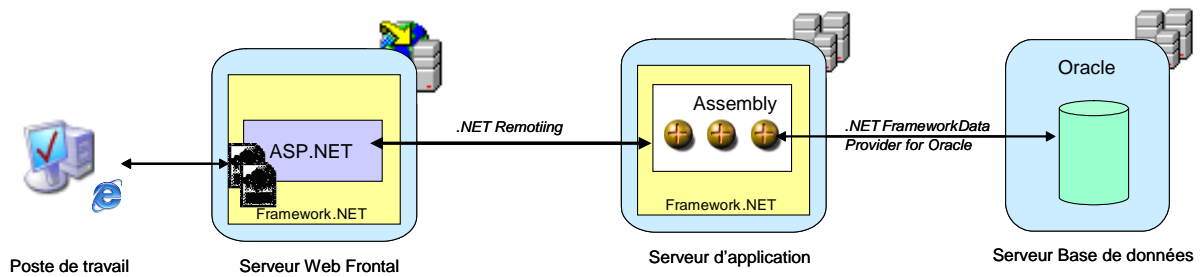 Oracle
Assembly
.NET Remotiing
.NET FrameworkData
Provider for Oracle
ASP.NET
Framework.NET
Framework.NET
Poste de travail
Serveur Web Frontal
Serveur d'application
Serveur Base de données